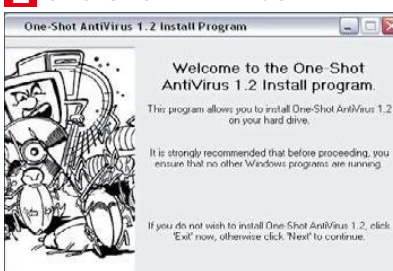 One-Shot AntiVirus 1.2 Install Program
Welcome to the One-Shot
AntiVirus 1.2 Install program.
This program allows you to install One-Shot AntiVirus 1.2
on your hard drive.
It is strongly recommended that before proceeding, you
ensure that no other Windows programs are running.
If you do not wish to install One-Shot AntiVirus 1.2, click
'Exit' now, otherwise click 'Next' to continue.